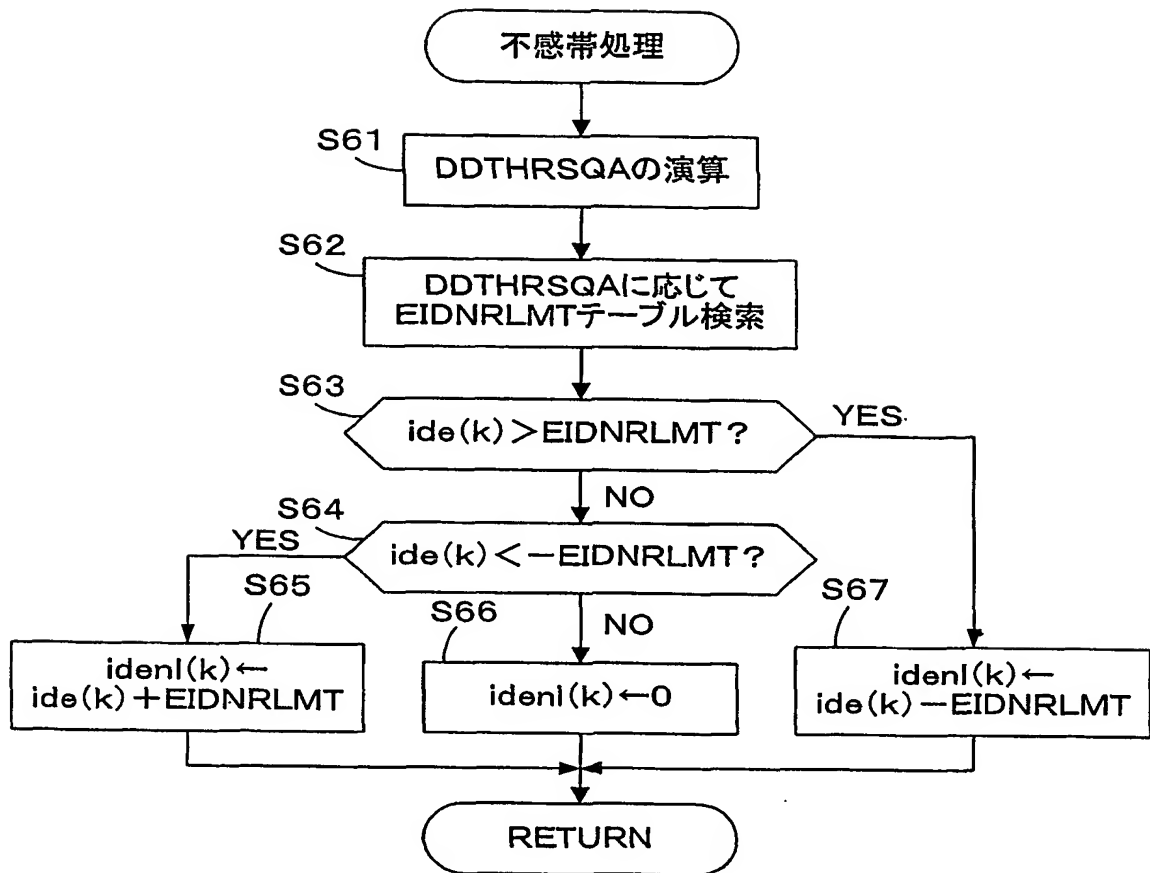 不感帯処理
S61
DDTHRSQAの演算
S62
DDTHRSQAに応じて
EIDNRLMTテーブル検索
S63
ide(k)>EIDNRLMT?
YES
NO
S64
YES
ide(k)<-EIDNRLMT?
S65
idenl(k)←
ide(k)+EIDNRLMT
S66
NO
idenl(k)←0
S67
idenl(k)←
ide(k)-EIDNRLMT
RETURN